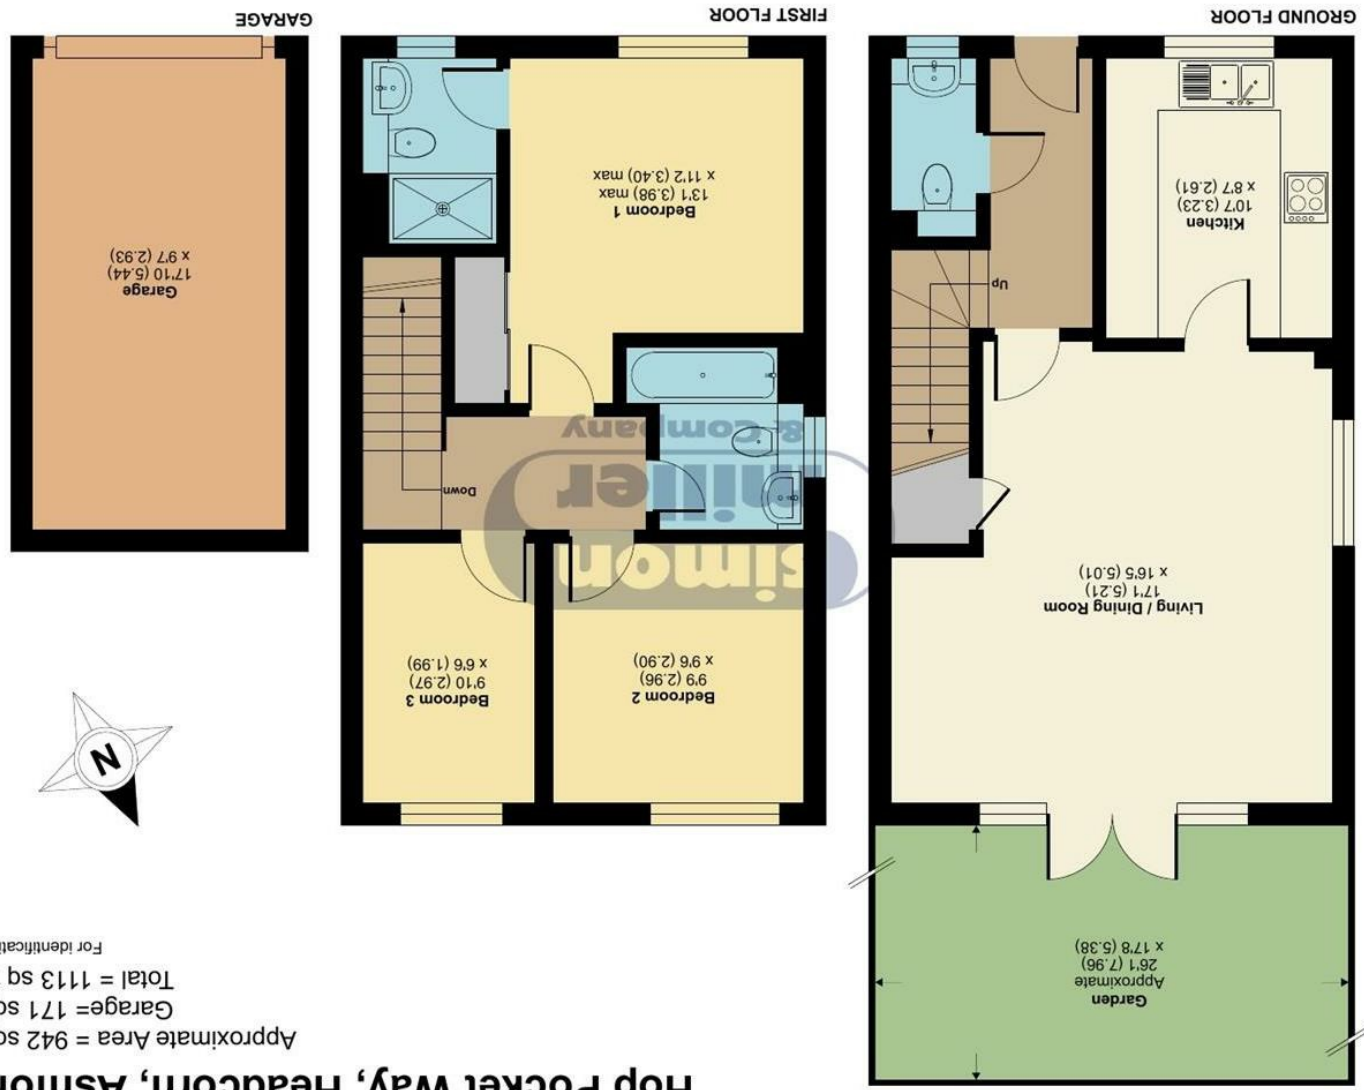 Hop Pocket Way, Headcorn,
Approximate Area = 942
Garage= 171
Total = 1113 sq
For
Garden
Approximate
26'1 (7.96)
x 17'8 (5.38)
Living / Dining Room
17'1 (5.21)
x 16'5 (5.01)
Up
Kitchen
10'7 (3.23)
x 8'7 (2.61)
GROUND FLOOR
Bedroom 2
9'9 (2.96)
x 9'6 (2.90)
Bedroom 3
9'10 (2.97)
x 6'6 (1.99)
Down
Bedroom 1
13'1 (3.98) max
x 11'2 (3.40) max
FIRST FLOOR
N
Garage
17'10 (5.44)
x 9'7 (2.93)
GARAGE
simon
miller
& Company